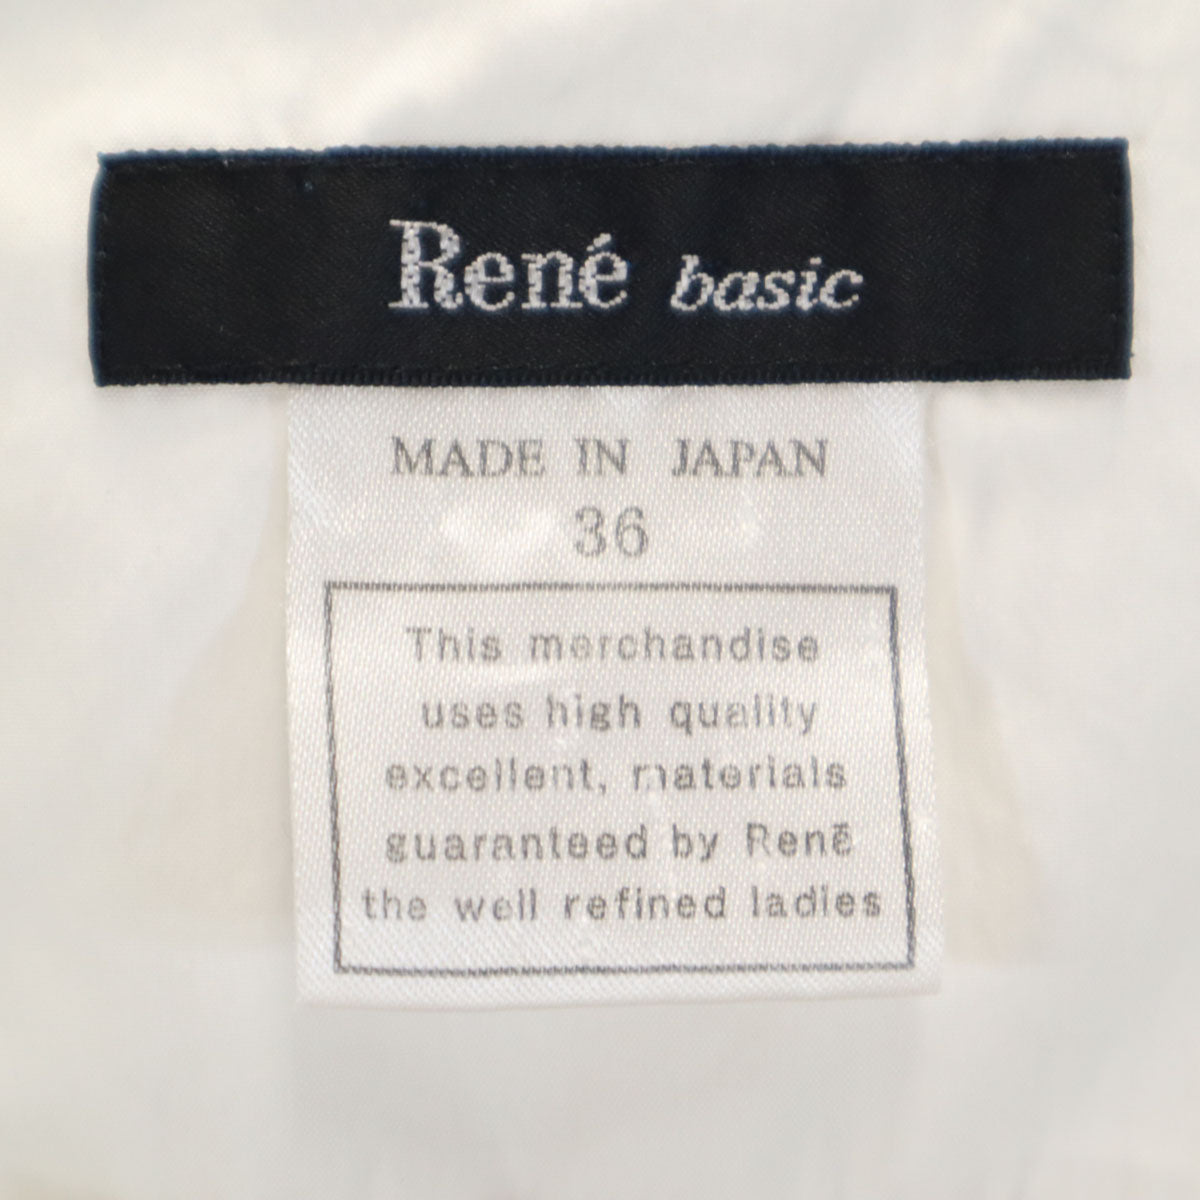 René basic
MADE IN JAPAN
36
This merchandise
uses high quality
excellent, materials
guaranteed by René
the well refined ladies